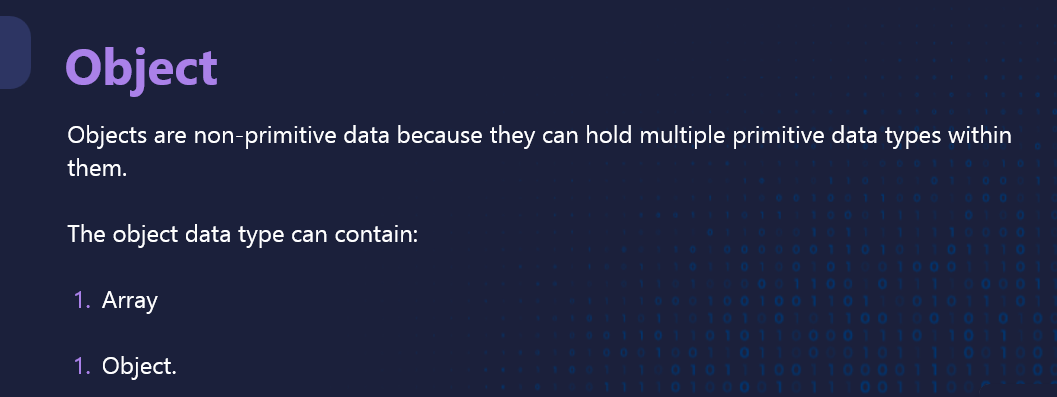 Object
Objects are non-primitive data because they can hold multiple primitive data types within
them.
The object data type can contain:
1. Array
1. Object.